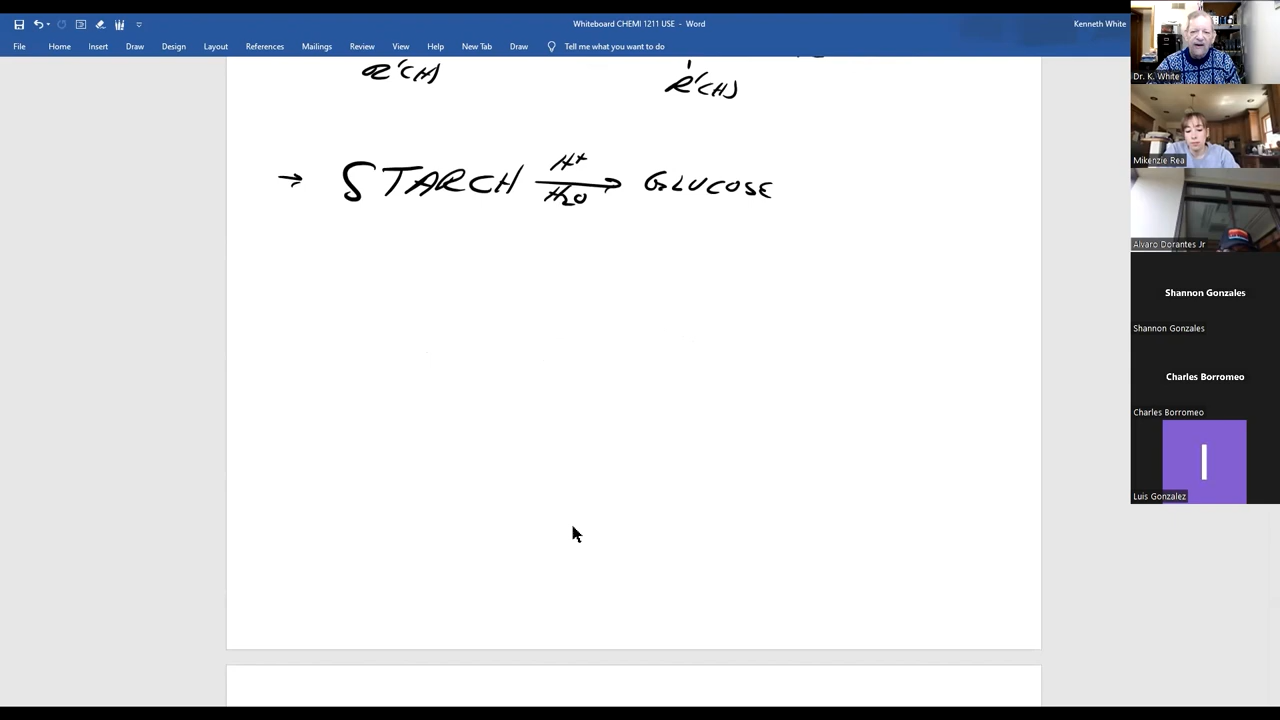 Whiteboard CHEMI 1211 USE - Word
Kenneth White
File Home Insert Draw Design Layout References Mailings Review View Help New Tab Draw Tell me what you want to do
R'(H)
R'(H)
→ STARCH H+ → GLUCOSE
H2O
Dr. K. White
Mikenzie Rea
Alvaro Dorantes Jr
Shannon Gonzales
Shannon Gonzales
Charles Borromeo
Charles Borromeo
I
Luis Gonzalez